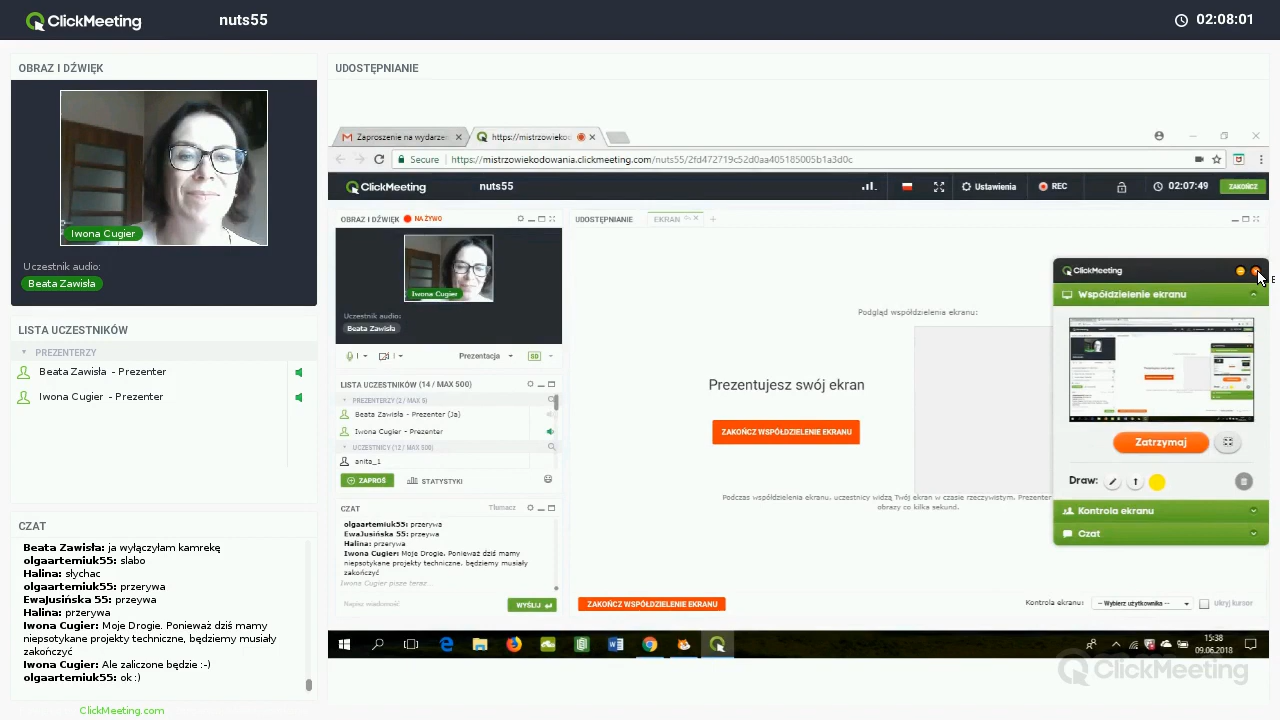 ClickMeeting
nuts55
02:08:01
OBRAZ I DŹWIĘK
Iwona Cugier
Uczestnik audio:
Beata Zawisła
LISTA UCZESTNIKÓW
PREZENTERZY
Beata Zawisła - Prezenter
Iwona Cugier - Prezenter
CZAT
Beata Zawisła: ja wyłączyłam kamrekę
olgaartemiuk55: slabo
Halina: słychac
olgaartemiuk55: przerywa
EwaJusińska 55: przeywa
Halina: przerywa
Iwona Cugier: Moje Drogie. Ponieważ dziś mamy
niepsotykane projekty techniczne, będziemy musiały
zakończyć
Iwona Cugier: Ale zaliczone będzie :-)
olgaartemiuk55: ok :)
ClickMeeting.com
UDOSTĘPNIANIE
Zaproszenie na wydarze
https://mistrzowiekodo
Secure
https://mistrzowiekodowania.clickmeeting.com/nuts55/2fd472719c52d0aa405185005b1a3d0c
ClickMeeting
nuts55
Ustawienia
REC
02:07:49
ZAKOŃCZ
OBRAZ I DŹWIĘK
NA ŻYWO
Iwona Cugier
Uczestnik audio:
Beata Zawisła
Prezentacja
SD
LISTA UCZESTNIKÓW (14 / MAX 500)
PREZENTERZY (2 / MAX 5)
Beata Zawisła - Prezenter (Ja)
Iwona Cugier - Prezenter
UCZESTNICY (12 / MAX 500)
anita_1
ZAPROŚ
STATYSTYKI
CZAT
Tłumacz
olgaartemiuk55: przerywa
EwaJusińska 55: przeywa
Halina: przerywa
Iwona Cugier: Moje Drogie. Ponieważ dziś mamy
niepsotykane projekty techniczne, będziemy musiały
zakończyć
Iwona Cugier pisze teraz...
Napisz wiadomość
WYŚLIJ
UDOSTĘPNIANIE
EKRAN
Podgląd współdzielenia ekranu:
Prezentujesz swój ekran
ZAKOŃCZ WSPÓŁDZIELENIE EKRANU
Podczas współdzielenia ekranu, uczestnicy widzą Twój ekran w czasie rzeczywistym. Prezenter
obrazy co kilka sekund.
ZAKOŃCZ WSPÓŁDZIELENIE EKRANU
Kontrola ekranu:
-- Wybierz użytkownika --
Ukryj kursor
ClickMeeting
Współdzielenie ekranu
Zatrzymaj
Draw:
Kontrola ekranu
Czat
15:38
09.06.2018
ClickMeeting